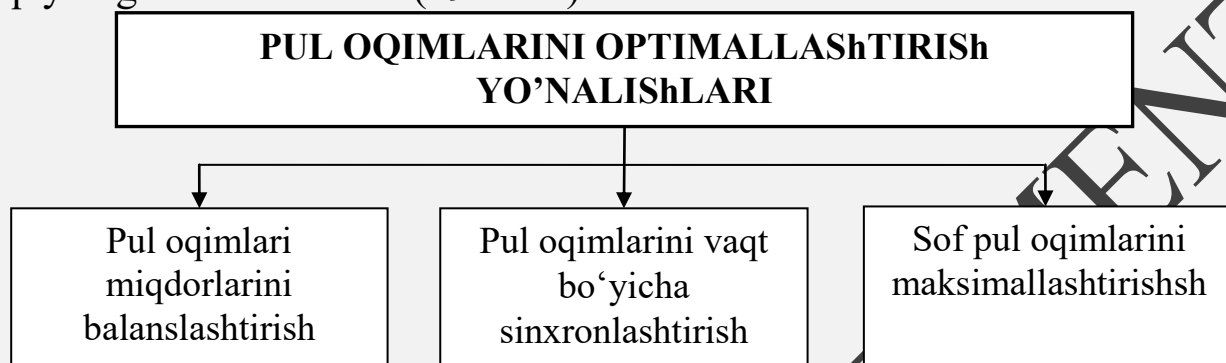 PUL OQIMLARINI OPTIMALLAShTIRISh
YO’NALIShLARI
Pul oqimlari
miqdorlarini
balanslashtirish
Pul oqimlarini vaqt
bo‘yicha
sinxronlashtirish
Sof pul oqimlarini
maksimallashtirishsh